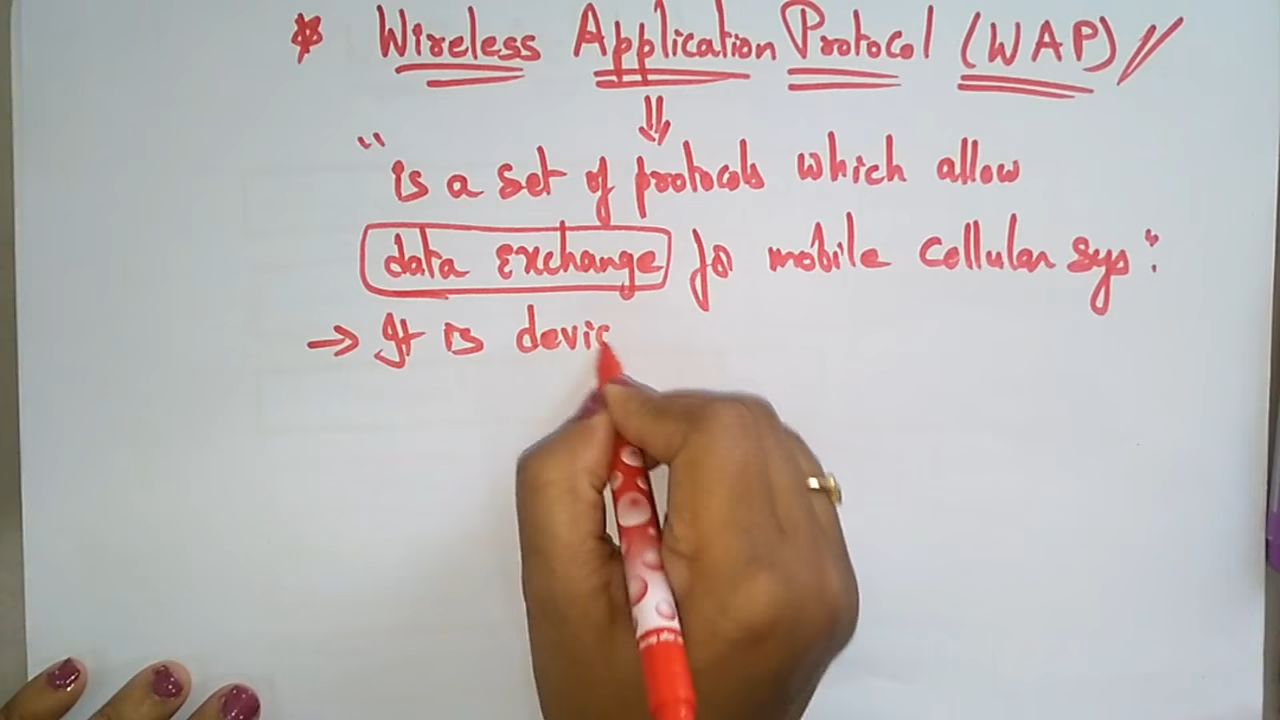 * Wireless Application Protocol (WAP) //
⇓
" is a set of protocols which allow
data exchange for mobile cellular sys":
→ It is devic